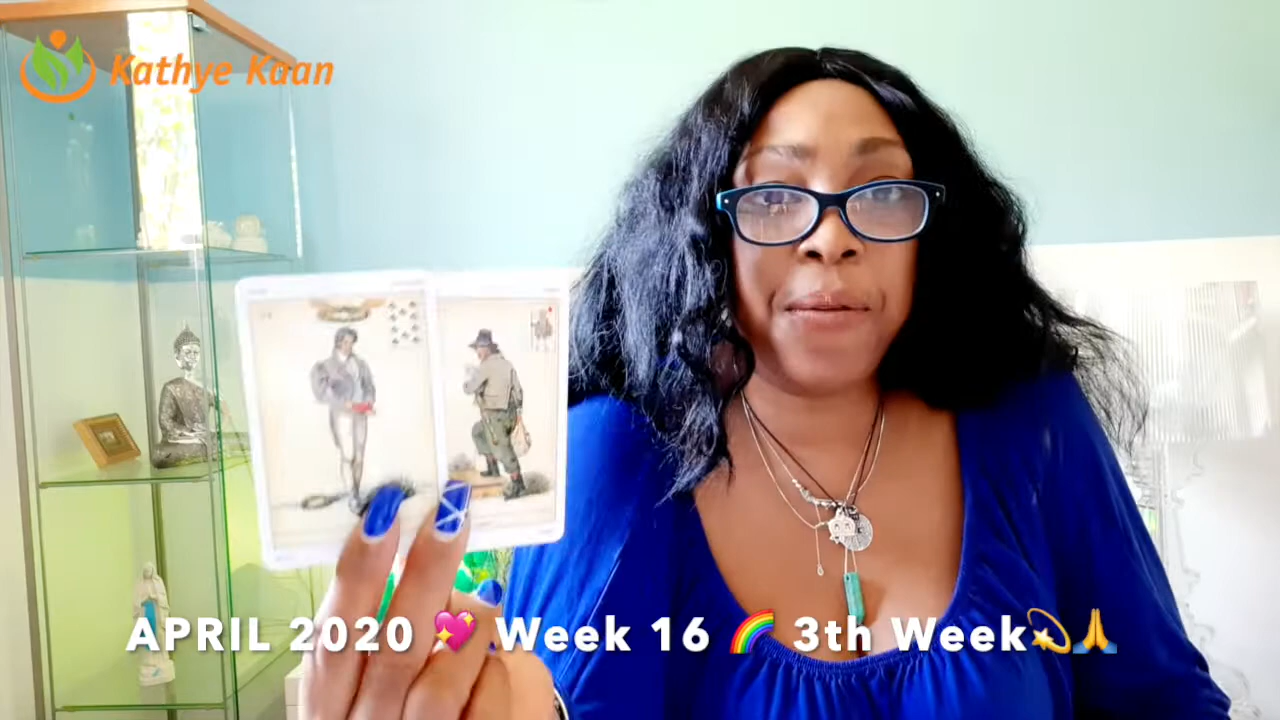 Kathye Kaan
APRIL 2020 💖 Week 16 🌈 3th Week💫🙏